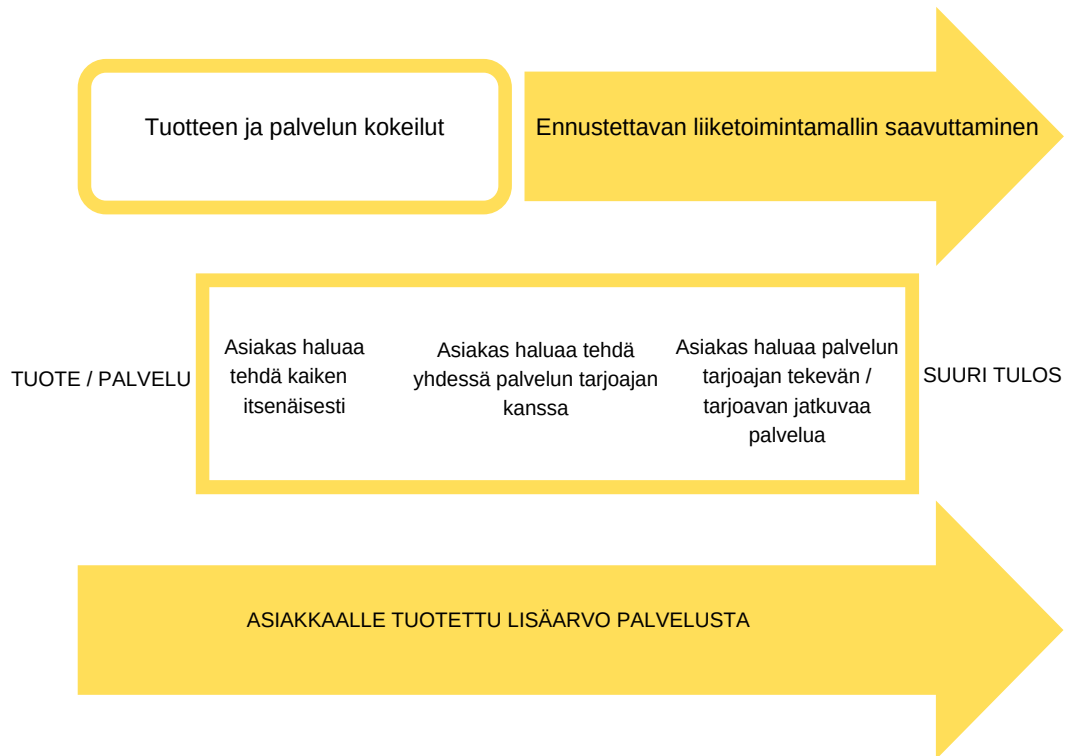 Tuotteen ja palvelun kokeilut
Ennustettavan liiketoimintamallin saavuttaminen
TUOTE / PALVELU
Asiakas haluaa
tehdä kaiken
itsenäisesti
Asiakas haluaa tehdä
yhdessä palvelun tarjoajan
kanssa
Asiakas haluaa palvelun
tarjoajan tekevän /
tarjoavan jatkuvaa
palvelua
SUURI TULOS
ASIAKKAALLE TUOTETTU LISÄARVO PALVELUSTA